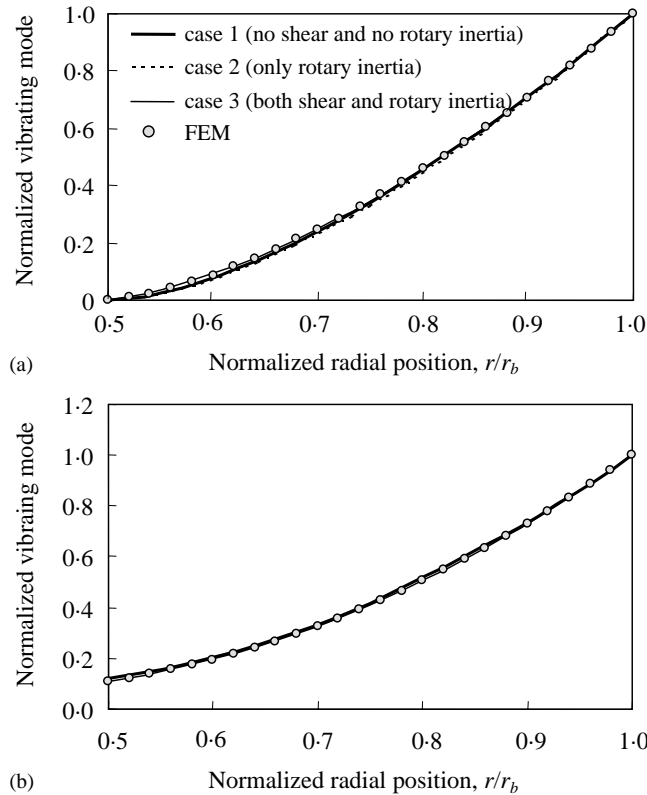 case 1 (no shear and no rotary inertia)
case 2 (only rotary inertia)
case 3 (both shear and rotary inertia)
FEM
Normalized vibrating mode
1·0
0·8
0·6
0·4
0·2
0
0·5
0·6
0·7
0·8
0·9
1·0
(a)
Normalized radial position, r/r_b
Normalized vibraing mode
1·2
1·0
0·8
0·6
0·4
0·2
0·0
0·5
0·6
0·7
0·8
0·9
1·0
(b)
Normalized radial position, r/r_b